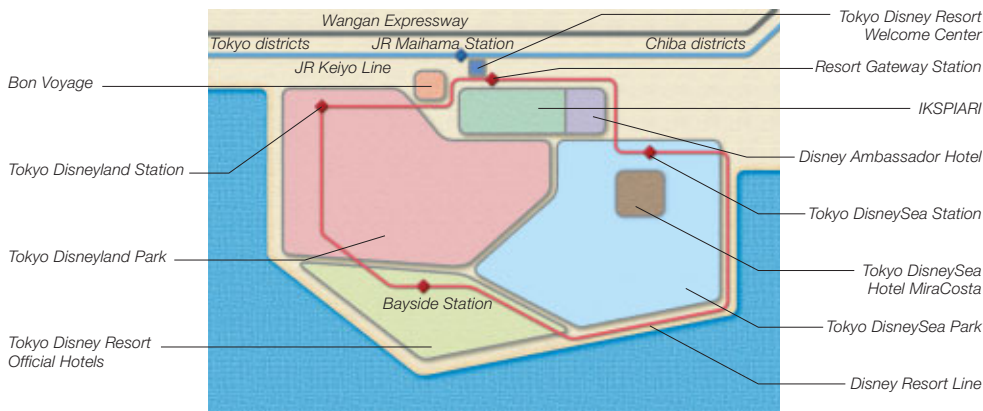 Wangan Expressway
Tokyo districts
JR Maihama Station
Chiba districts
JR Keiyo Line
Bon Voyage
Tokyo Disneyland Station
Tokyo Disneyland Park
Tokyo Disney Resort
Official Hotels
Bayside Station
Tokyo Disney Resort
Welcome Center
Resort Gateway Station
IKSPIARI
Disney Ambassador Hotel
Tokyo DisneySea Station
Tokyo DisneySea
Hotel MiraCosta
Tokyo DisneySea Park
Disney Resort Line